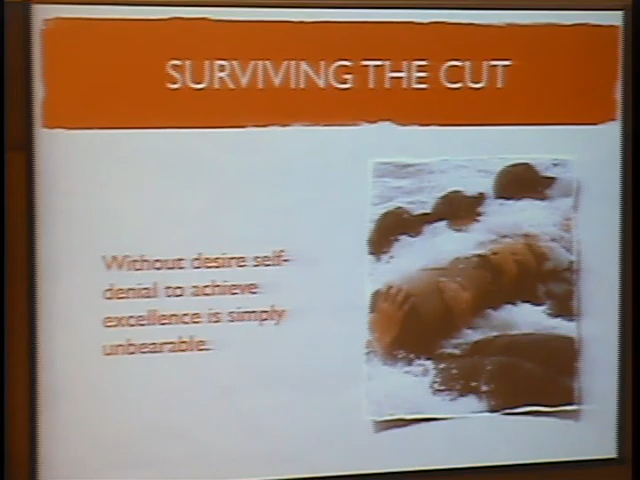 SURVIVING THE CUT
Without desire self-
denial to achieve
excellence is simply
unbearable.